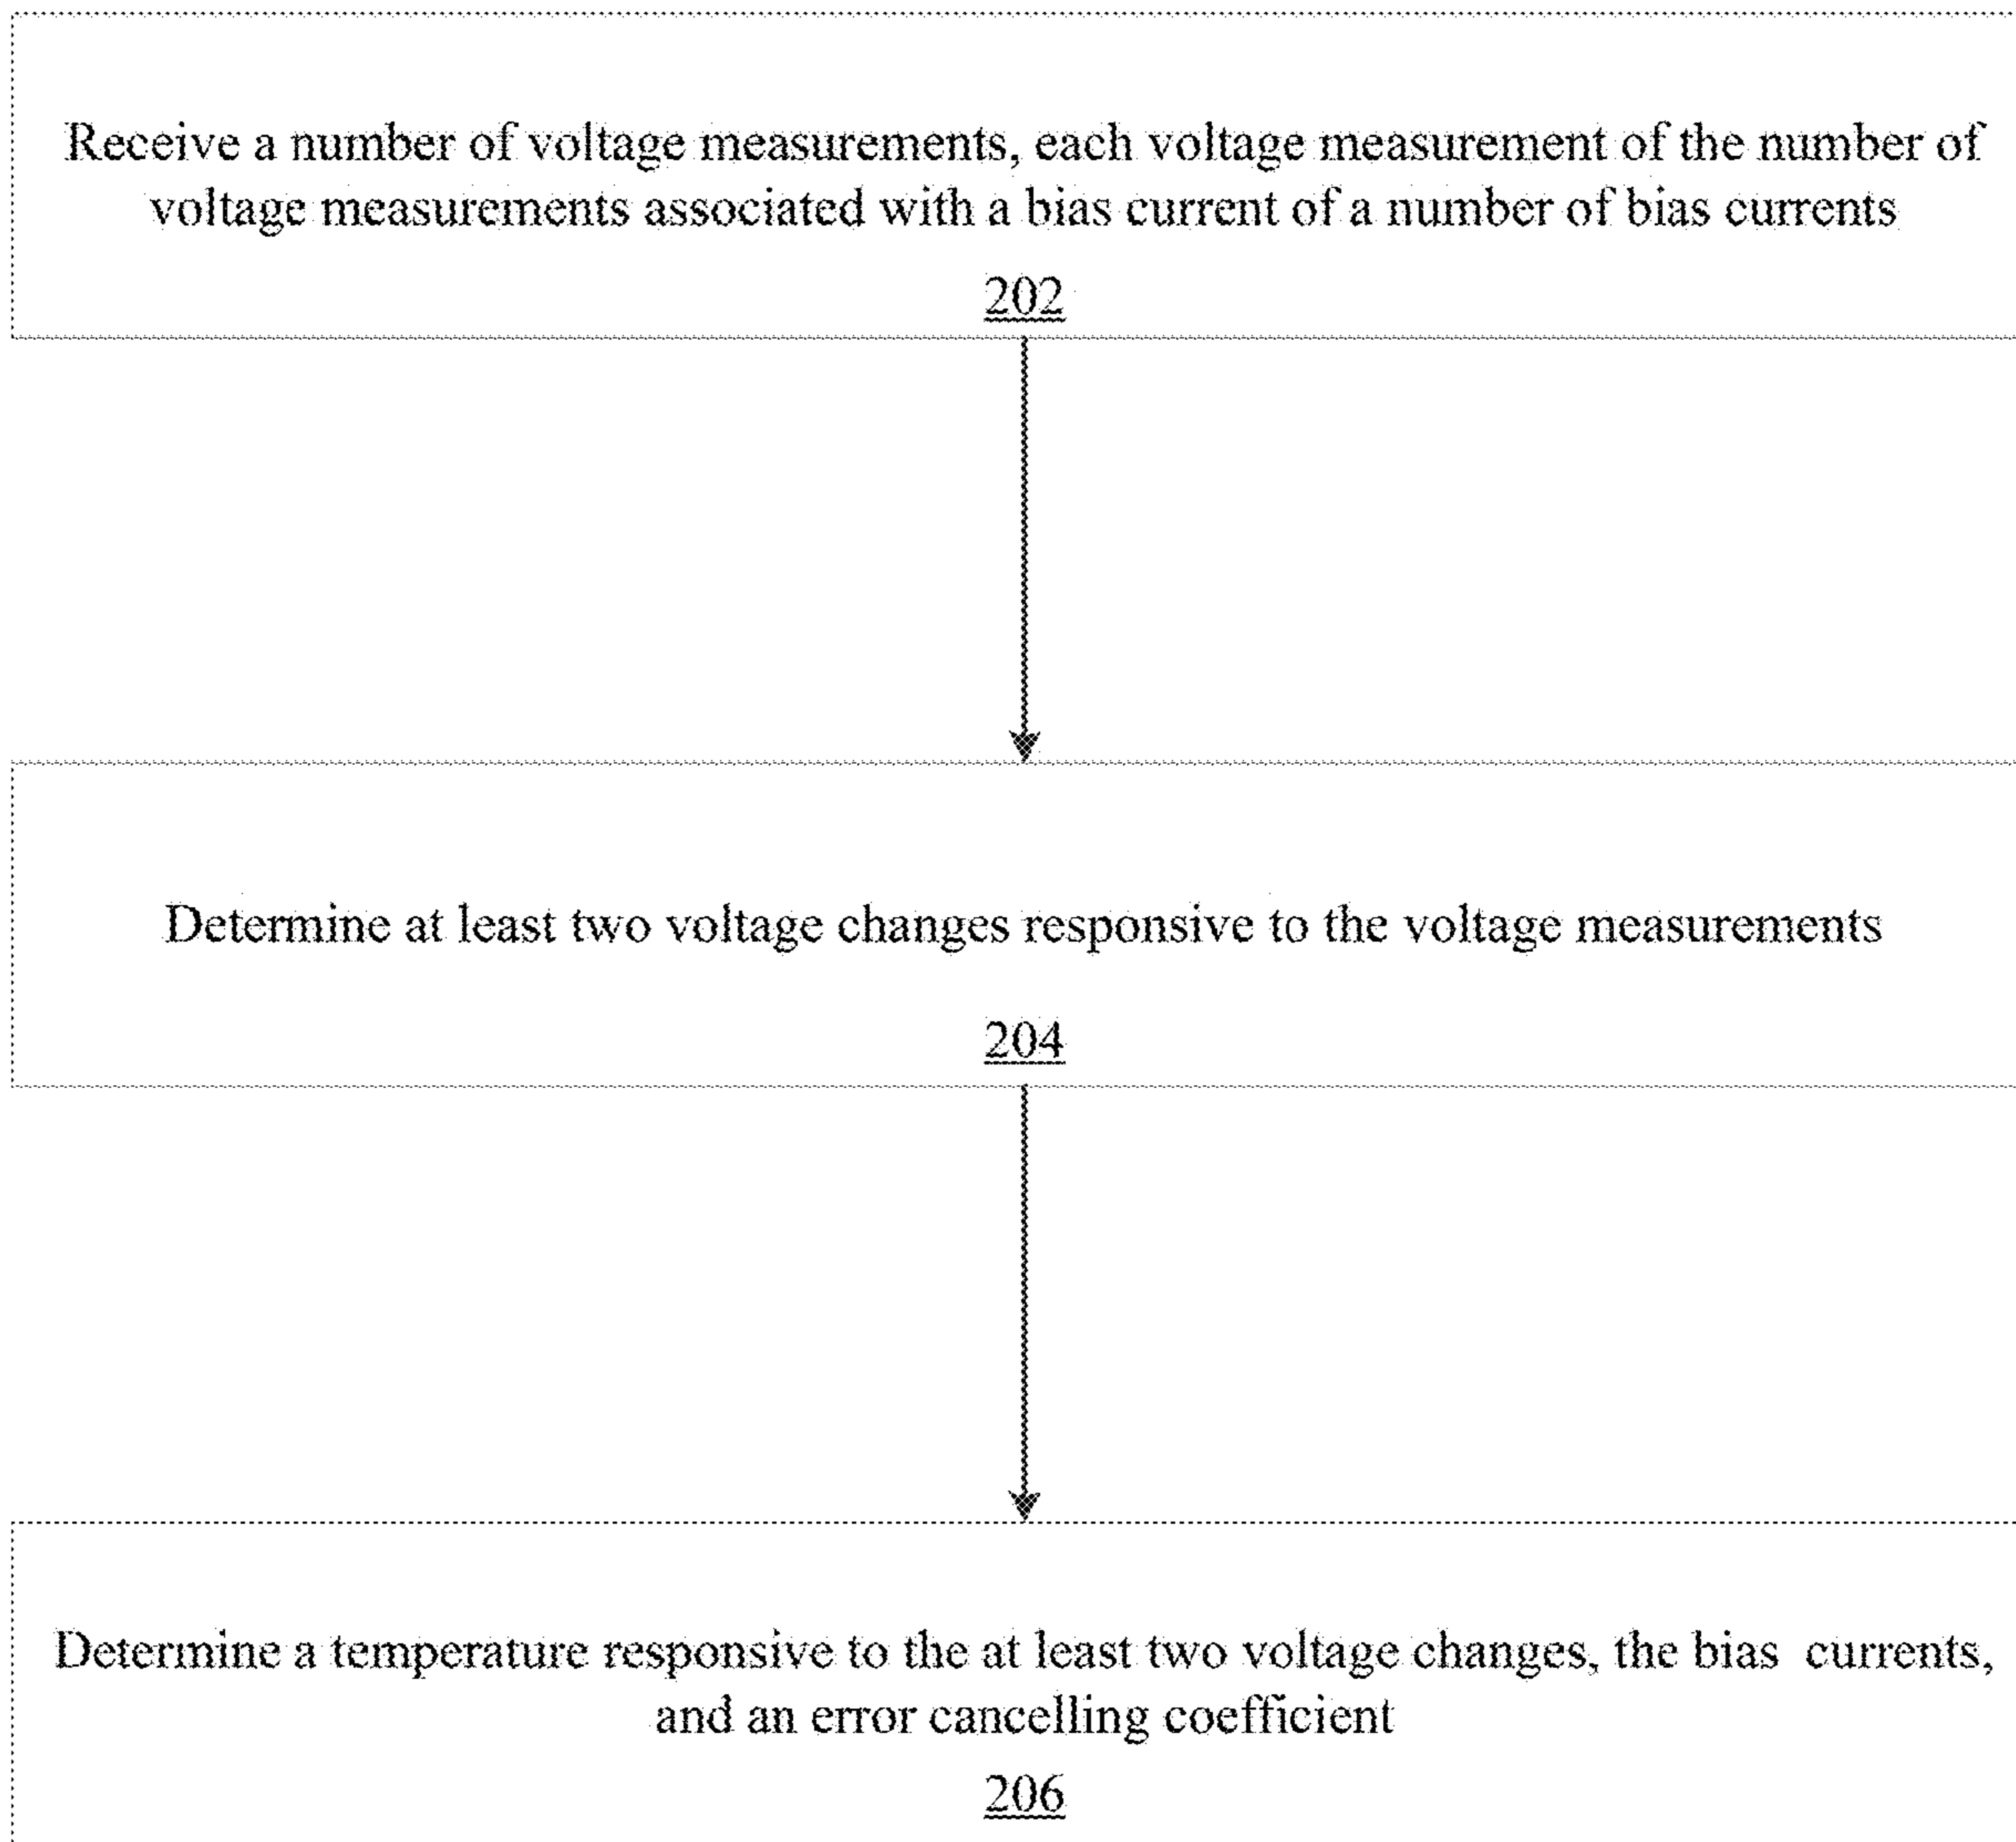 Receive a number of voltage measurements, each voltage measurement of the number of
voltage measurements associated with a bias current of a number of bias currents
202
Determine at least two voltage changes responsive to the voltage measurements
204
Determine a temperature responsive to the at least two voltage changes, the bias currents,
and an error cancelling coefficient
206